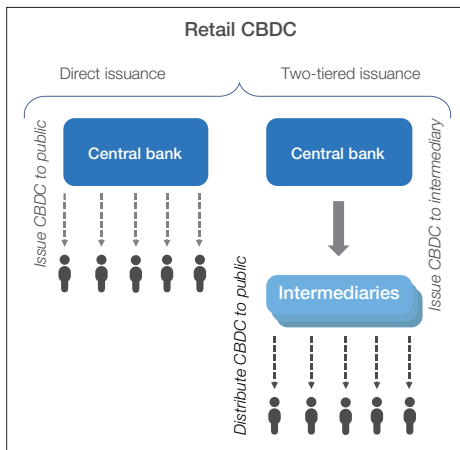 Retail CBDC
Direct issuance
Two-tiered issuance
Issue CBDC to public
Central bank
Central bank
Issue CBDC to intermediary
Intermediaries
Distribute CBDC to public